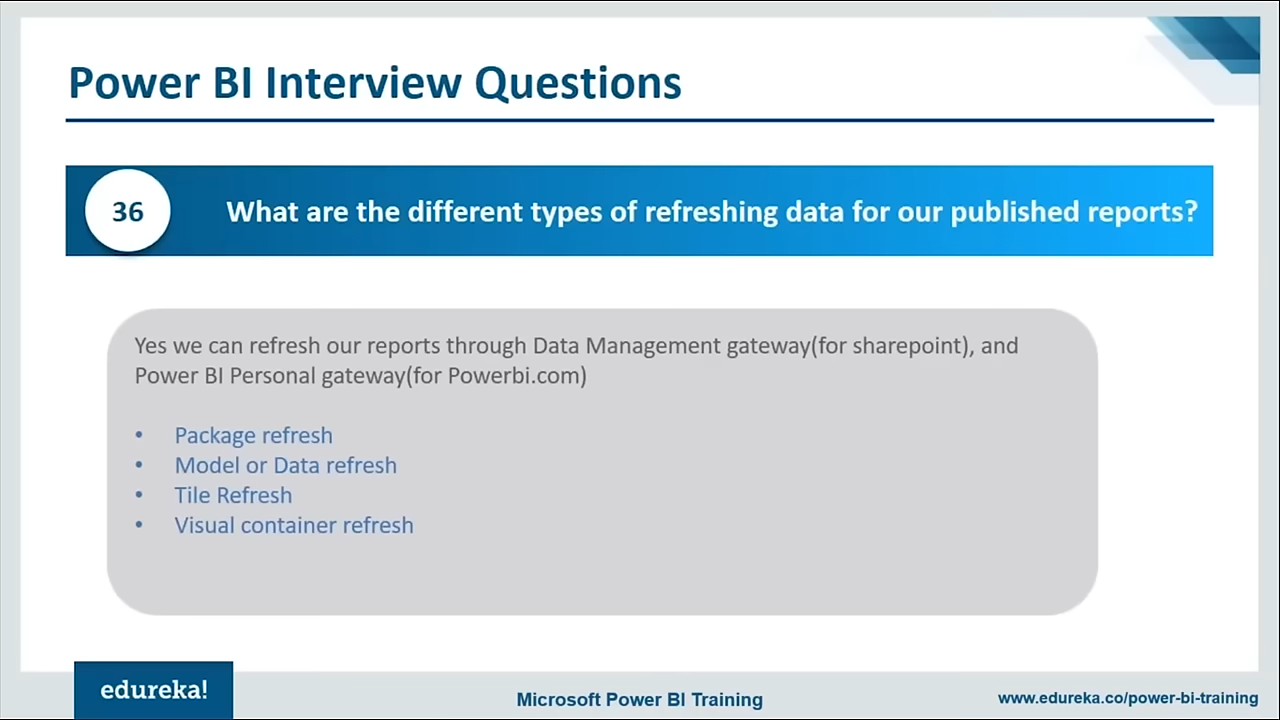 Power BI Interview Questions
36
What are the different types of refreshing data for our published reports?
Yes we can refresh our reports through Data Management gateway(for sharepoint), and
Power BI Personal gateway(for Powerbi.com)
• Package refresh
• Model or Data refresh
• Tile Refresh
• Visual container refresh
edureka!
Microsoft Power BI Training
www.edureka.co/power-bi-training